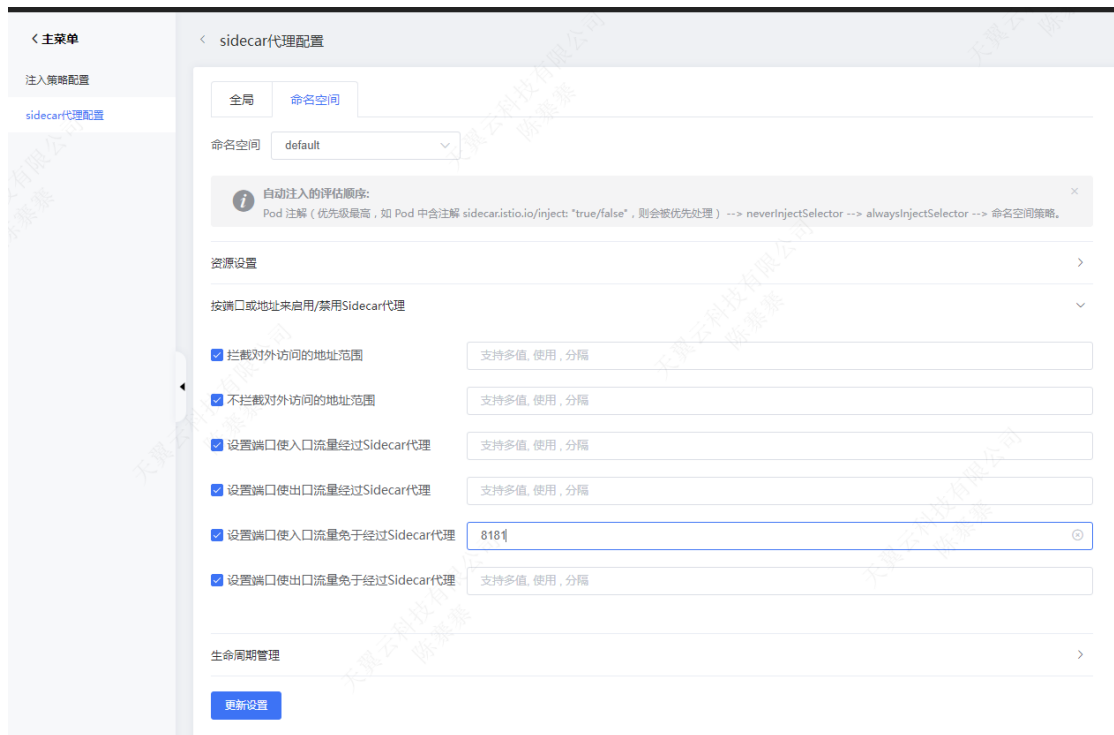 主菜单
sidecar代理配置
注入策略配置
sidecar代理配置
全局
命名空间
命名空间
default
自动注入的评估顺序:
Pod 注解 ( 优先级最高 , 如 Pod 中含注解 sidecar.istio.io/inject: "true/false" , 则会被优先处理 ) --> neverInjectSelector --> alwaysInjectSelector --> 命名空间策略。
资源设置
按端口或地址来启用/禁用Sidecar代理
拦截对外访问的地址范围
支持多值, 使用 , 分隔
不拦截对外访问的地址范围
支持多值, 使用 , 分隔
设置端口使入口流量经过Sidecar代理
支持多值, 使用 , 分隔
设置端口使出口流量经过Sidecar代理
支持多值, 使用 , 分隔
设置端口使入口流量免于经过Sidecar代理
8181
设置端口使出口流量免于经过Sidecar代理
支持多值, 使用 , 分隔
生命周期管理
更新设置
天翼云科技有限公司
陈寨寨